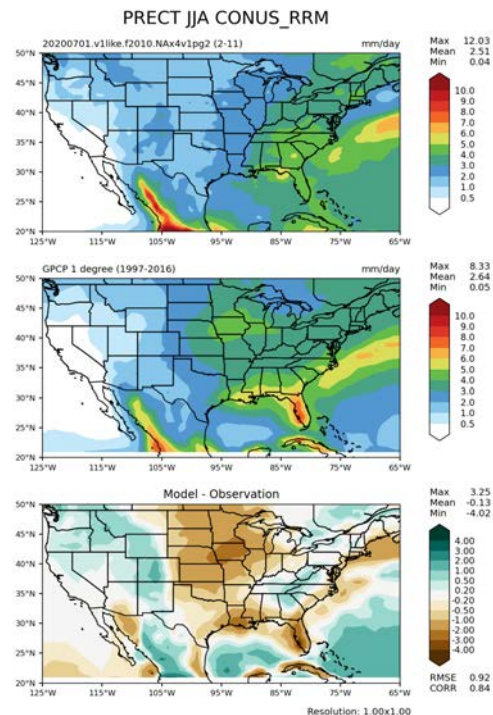 PRECT JJA CONUS_RRM
20200701.v1like.f2010.NAx4v1pg2 (2-11) mm/day
Max 12.03
Mean 2.51
Min 0.04
50°N
45°N
40°N
35°N
30°N
25°N
20°N
125°W 115°W 105°W 95°W 85°W 75°W 65°W
10.0
9.0
8.0
7.0
6.0
5.0
4.0
3.0
2.0
1.0
0.5
GPCP 1 degree (1997-2016) mm/day
Max 8.33
Mean 2.64
Min 0.05
50°N
45°N
40°N
35°N
30°N
25°N
20°N
125°W 115°W 105°W 95°W 85°W 75°W 65°W
10.0
9.0
8.0
7.0
6.0
5.0
4.0
3.0
2.0
1.0
0.5
Model - Observation
Max 3.25
Mean -0.13
Min -4.02
50°N
45°N
40°N
35°N
30°N
25°N
20°N
125°W 115°W 105°W 95°W 85°W 75°W 65°W
4.00
3.00
2.00
1.00
0.50
0.20
-0.20
-0.50
-1.00
-2.00
-3.00
-4.00
RMSE 0.92
CORR 0.84
Resolution: 1.00x1.00